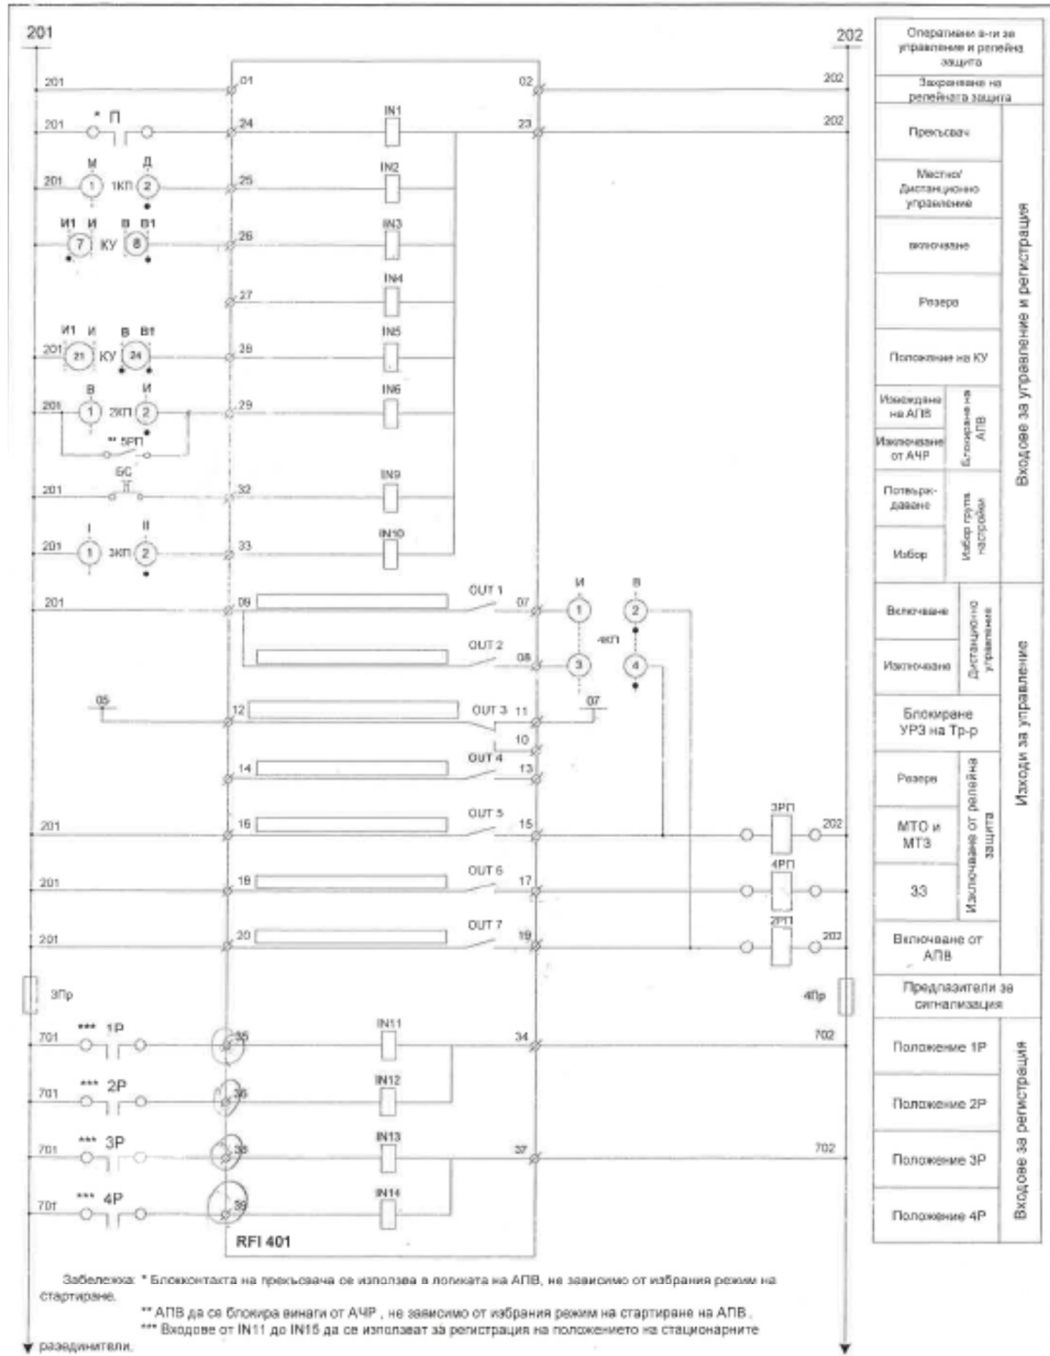 201
202
Оперативни в-ги за
управление и релейна
защита
201
01
02
202
Захранване на
релейната защита
201
* П
24
IN1
23
202
Прекъсвач
М
Д
201
1
1КП
2
25
IN2
Местно/
Дистанционно
управление
И1 И
В В1
7
КУ
8
26
IN3
включване
27
IN4
Резерв
И1 И
В В1
201
21
КУ
24
28
IN5
Положение на КУ
В
И
201
1
2КП
2
29
IN6
Извеждане
на АПВ
** 5РП
Изключване
от АЧР
Блокиране на
АПВ
БС
201
32
IN9
Потвърж-
даване
I
II
201
1
3КП
2
33
IN10
Избор
Избор група
настройки
Входове за управление и регистрация
201
09
OUT 1
07
И
В
1
2
Включване
OUT 2
08
4КП
3
4
Изключване
Дистанционно
управление
05
12
OUT 3
11
07
10
Блокиране
УРЗ на Тр-р
14
OUT 4
13
Резерв
201
16
OUT 5
15
3РП
202
МТО и
МТЗ
201
18
OUT 6
17
4РП
ЗЗ
Изключване от релейна
защита
201
20
OUT 7
19
2РП
202
Включване от
АПВ
Изходи за управление
3Пр
4Пр
Предпазители за
сигнализация
701
*** 1Р
35
IN11
34
702
Положение 1Р
701
*** 2Р
36
IN12
Положение 2Р
701
*** 3Р
38
IN13
37
702
Положение 3Р
701
*** 4Р
39
IN14
Положение 4Р
Входове за регистрация
RFI 401
Забележка: * Блокконтакта на прекъсвача се използва в логиката на АПВ, не зависимо от избрания режим на
стартиране.
** АПВ да се блокира винаги от АЧР , не зависимо от избрания режим на стартиране на АПВ .
*** Входове от IN11 до IN15 да се използват за регистрация на положението на стационарните
разединители.